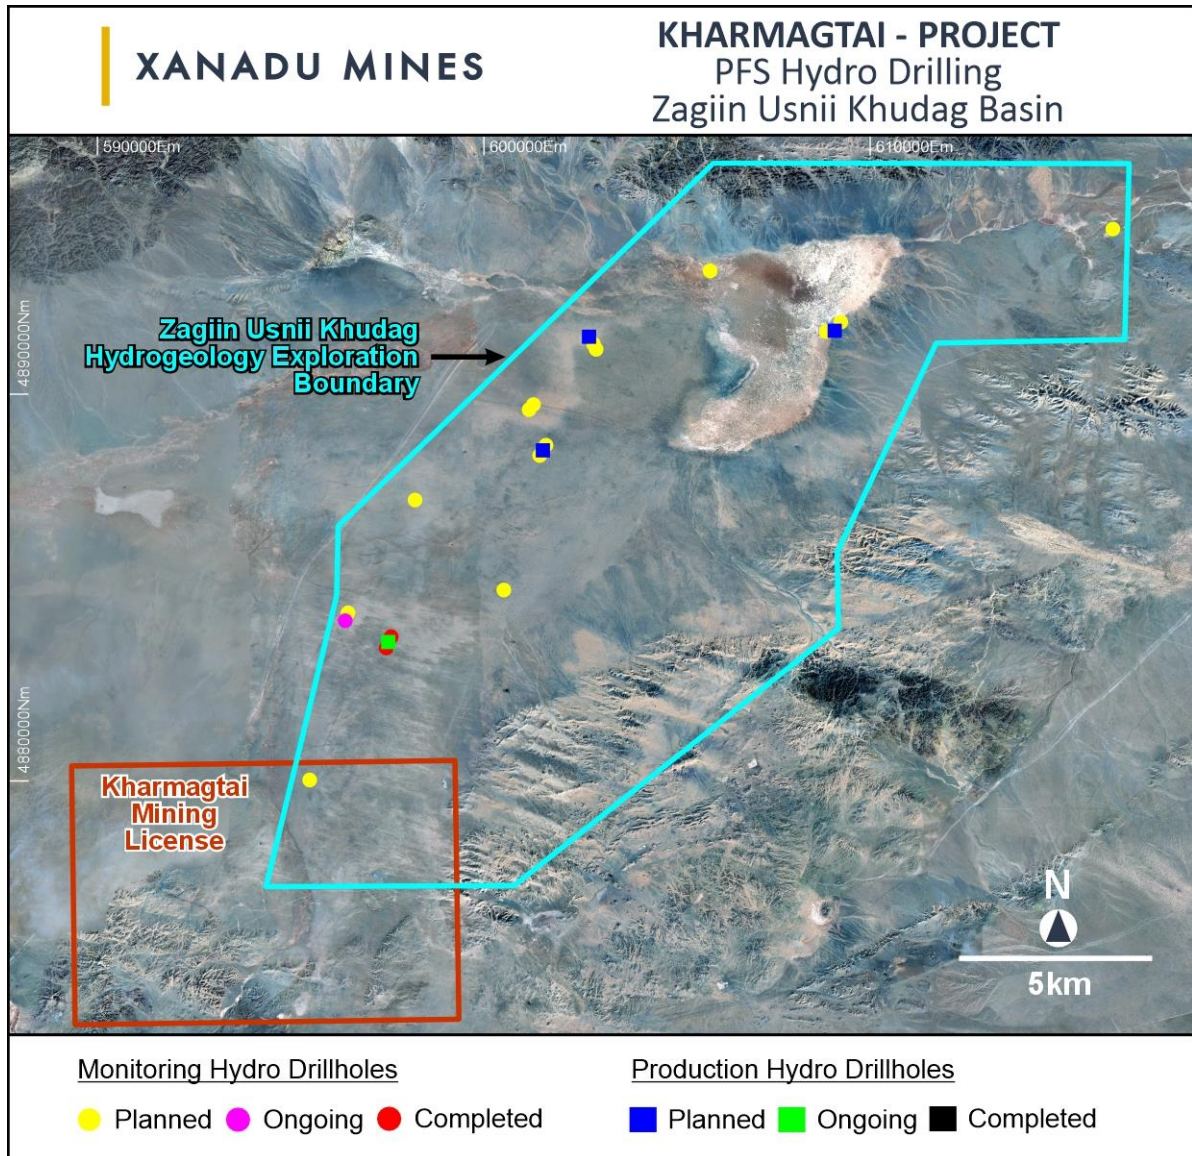 XANADU MINES
KHARMAGTAI - PROJECT
PFS Hydro Drilling
Zagiin Usnii Khudag Basin
590000Em
600000Em
610000Em
4890000Nm
4880000Nm
Zagiin Usnii Khudag
Hydrogeology Exploration
Boundary
Kharmagtai
Mining
License
N
5km
Monitoring Hydro Drillholes
Planned
Ongoing
Completed
Production Hydro Drillholes
Planned
Ongoing
Completed